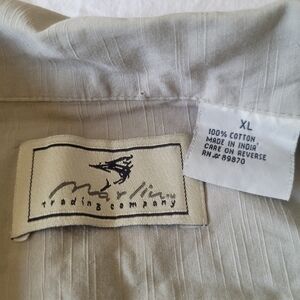 Marlin
trading company
XL
100% COTTON
MADE IN INDIA
CARE ON REVERSE
RN# 89870